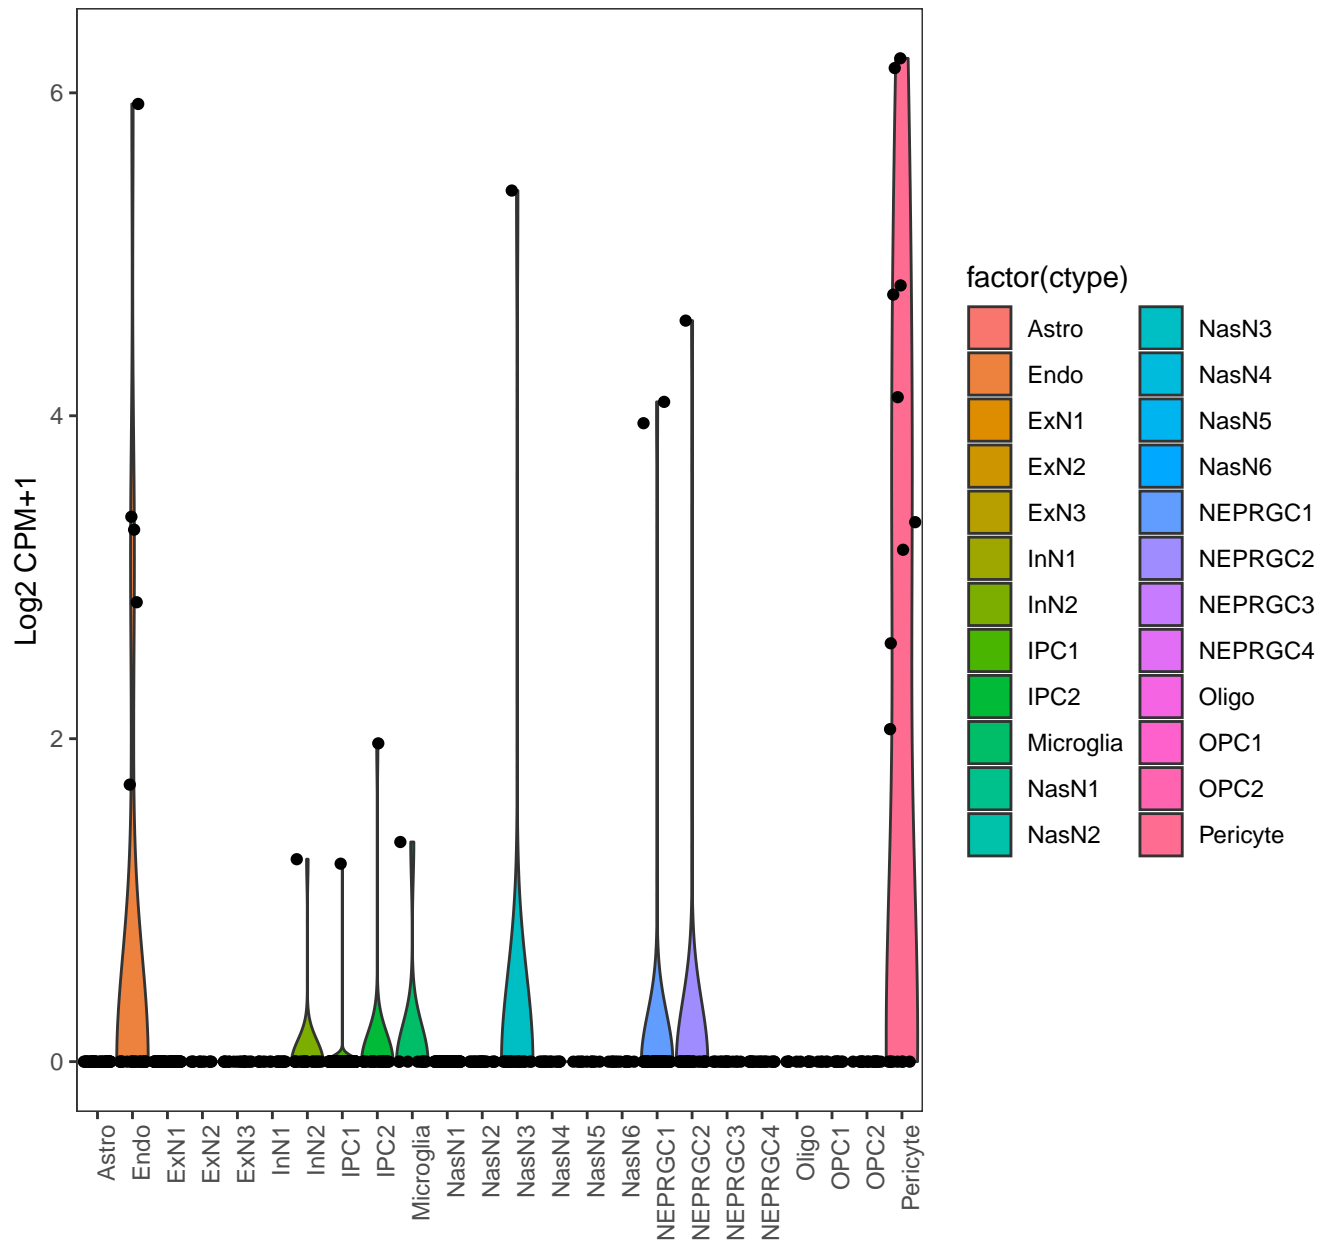 6
4
2
0
Log2 CPM+1
Astro
Endo
ExN1
ExN2
ExN3
InN1
InN2
IPC1
IPC2
Microglia
NasN1
NasN2
NasN3
NasN4
NasN5
NasN6
NEPRGC1
NEPRGC2
NEPRGC3
NEPRGC4
Oligo
OPC1
OPC2
Pericyte
factor(ctype)
Astro
Endo
ExN1
ExN2
ExN3
InN1
InN2
IPC1
IPC2
Microglia
NasN1
NasN2
NasN3
NasN4
NasN5
NasN6
NEPRGC1
NEPRGC2
NEPRGC3
NEPRGC4
Oligo
OPC1
OPC2
Pericyte